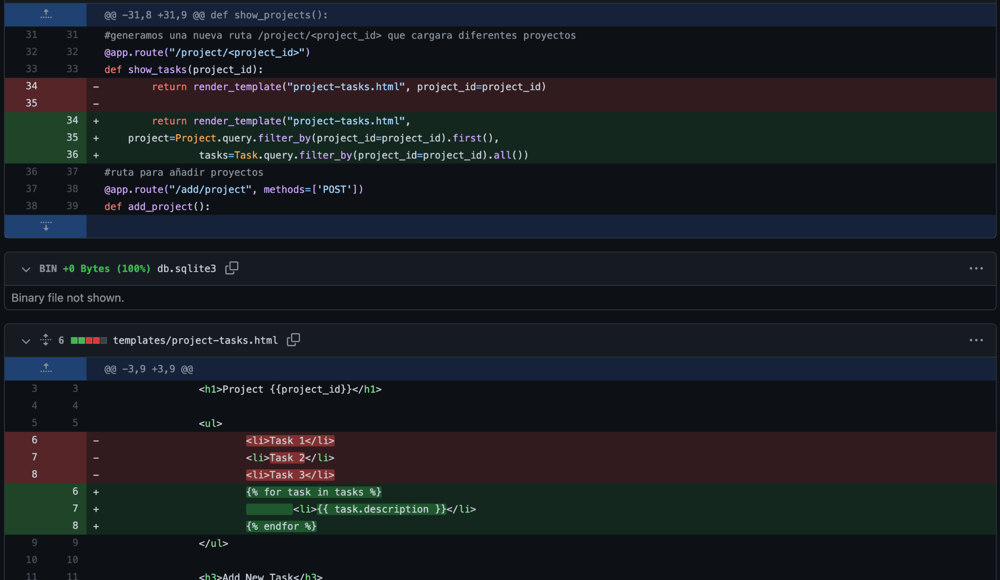 @@ -31,8 +31,9 @@ def show_projects():
31 31 #generamos una nueva ruta /project/<project_id> que cargara diferentes proyectos
32 32 @app.route("/project/<project_id>")
33 33 def show_tasks(project_id):
34 - return render_template("project-tasks.html", project_id=project_id)
35 -
34 + return render_template("project-tasks.html",
35 + project=Project.query.filter_by(project_id=project_id).first(),
36 + tasks=Task.query.filter_by(project_id=project_id).all())
36 37 #ruta para añadir proyectos
37 38 @app.route("/add/project", methods=['POST'])
38 39 def add_project():
BIN +0 Bytes (100%) db.sqlite3
Binary file not shown.
6 templates/project-tasks.html
@@ -3,9 +3,9 @@
3 3 <h1>Project {{project_id}}</h1>
4 4
5 5 <ul>
6 - <li>Task 1</li>
7 - <li>Task 2</li>
8 - <li>Task 3</li>
6 + {% for task in tasks %}
7 + <li>{{ task.description }}</li>
8 + {% endfor %}
9 9 </ul>
10 10
11 11 <h3>Add New Task</h3>